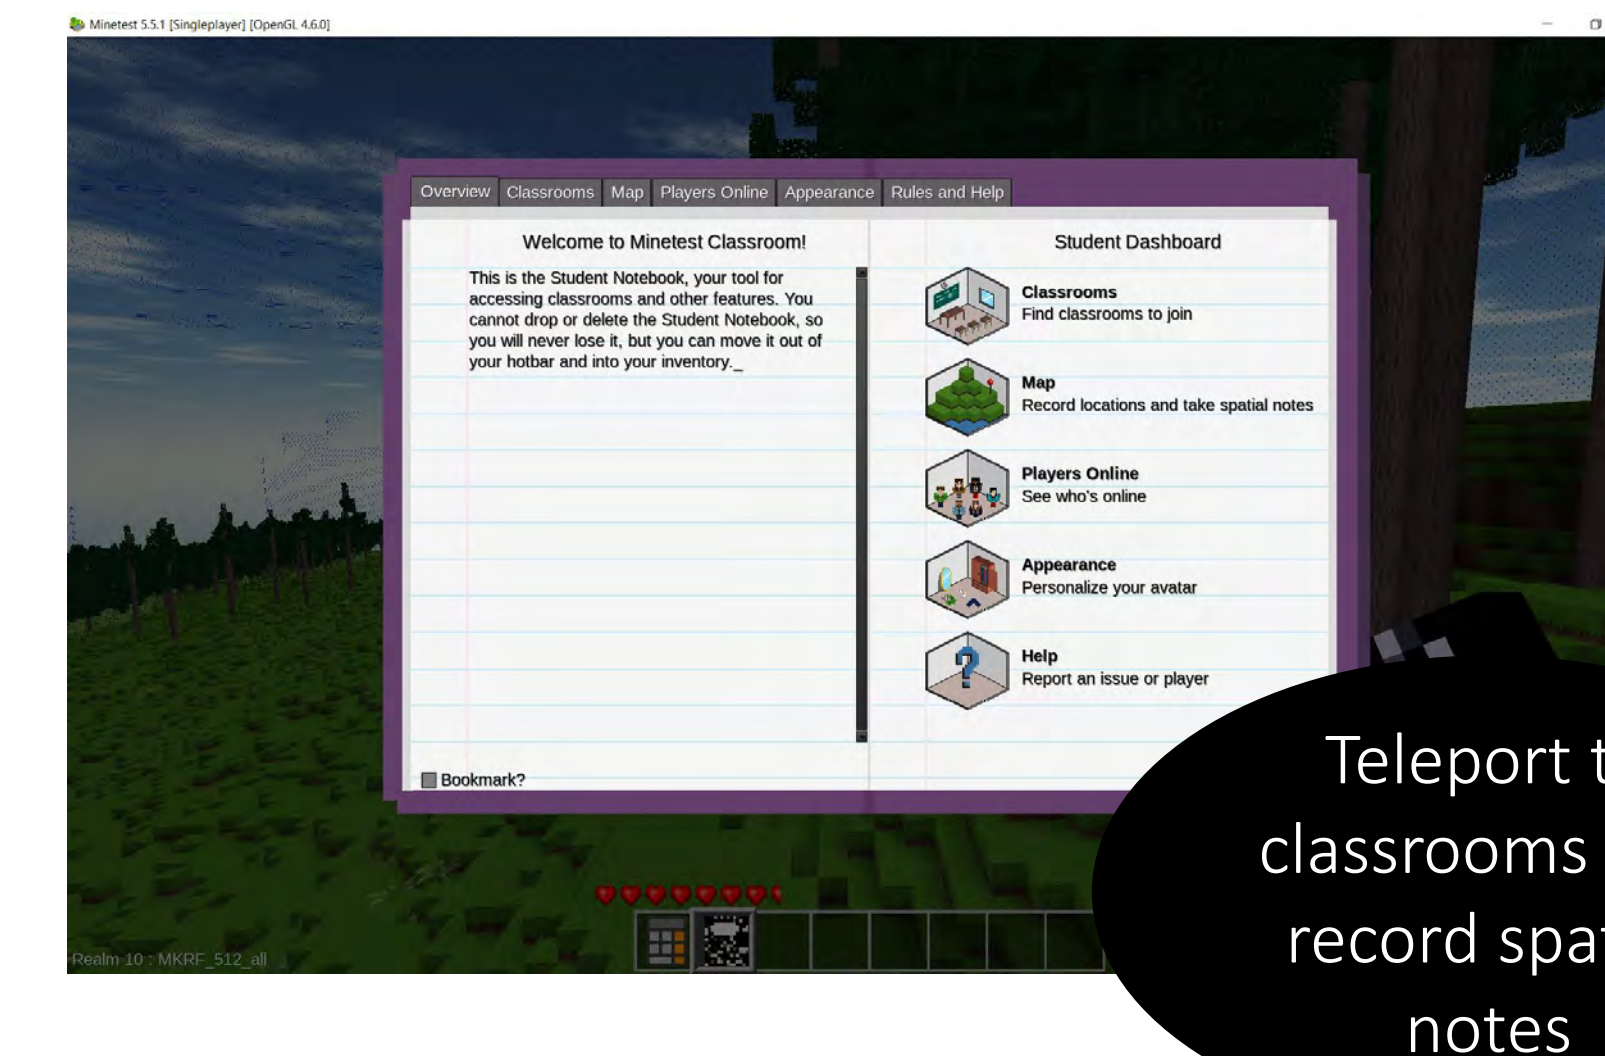 Minetest 5.5.1 [Singleplayer] [OpenGL 4.6.0]
Overview Classrooms Map Players Online Appearance Rules and Help
Welcome to Minetest Classroom!
This is the Student Notebook, your tool for
accessing classrooms and other features. You
cannot drop or delete the Student Notebook, so
you will never lose it, but you can move it out of
your hotbar and into your inventory._
Bookmark?
Student Dashboard
Classrooms
Find classrooms to join
Map
Record locations and take spatial notes
Players Online
See who's online
Appearance
Personalize your avatar
Help
Report an issue or player
Realm 10 : MKRF_512_all
Teleport
classrooms
record
notes